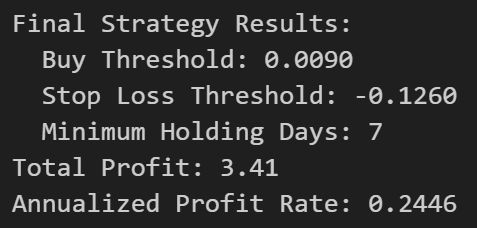 Final Strategy Results:
Buy Threshold: 0.0090
Stop Loss Threshold: -0.1260
Minimum Holding Days: 7
Total Profit: 3.41
Annualized Profit Rate: 0.2446